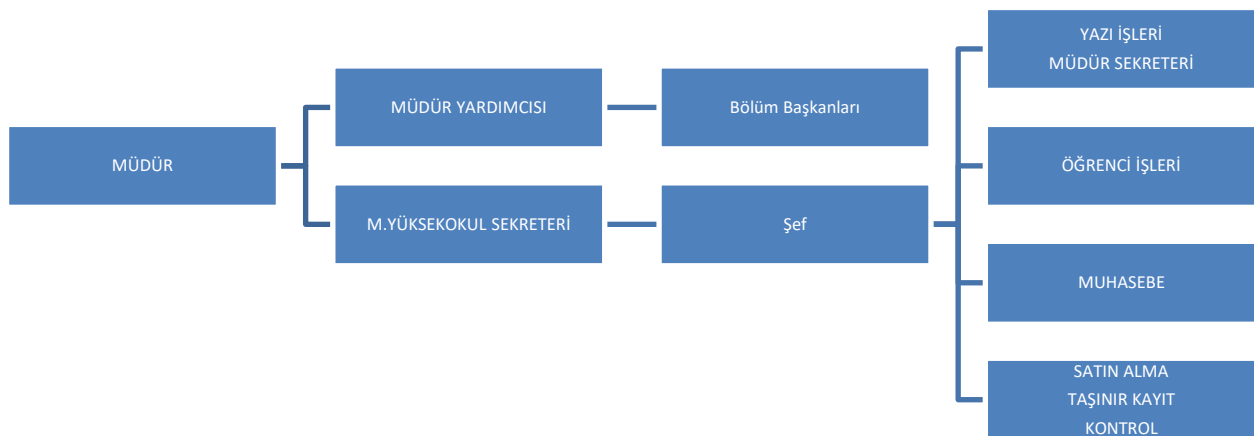 MÜDÜR
MÜDÜR YARDIMCISI
Bölüm Başkanları
M.YÜKSEKOKUL SEKRETERİ
Şef
YAZI İŞLERİ
MÜDÜR SEKRETERİ
ÖĞRENCİ İŞLERİ
MUHASEBE
SATIN ALMA
TAŞINIR KAYIT
KONTROL